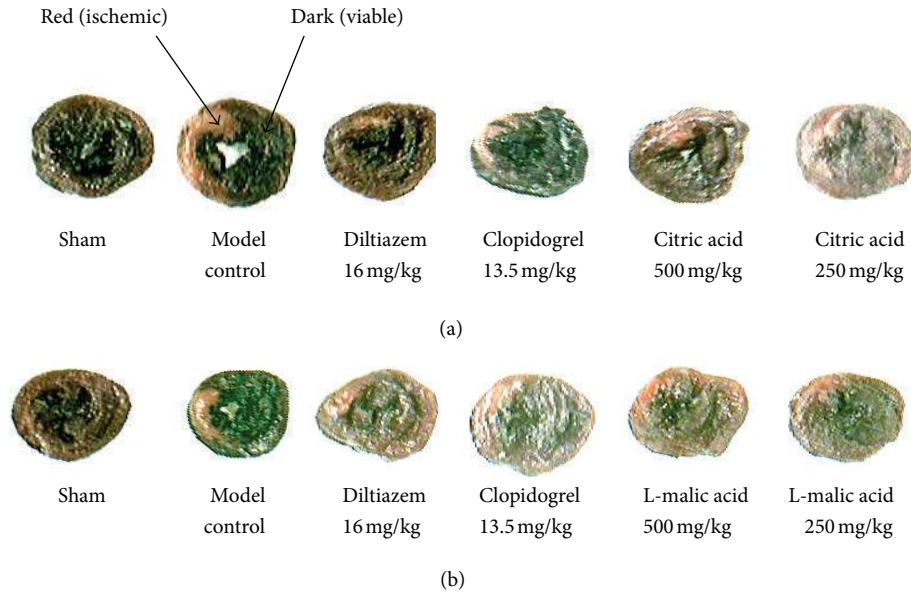 Red (ischemic) Dark (viable)
Sham Model Diltiazem Clopidogrel Citric acid Citric acid
control 16 mg/kg 13.5 mg/kg 500 mg/kg 250 mg/kg
(a)
Sham Model Diltiazem Clopidogrel L-malic acid L-malic acid
control 16 mg/kg 13.5 mg/kg 500 mg/kg 250 mg/kg
(b)